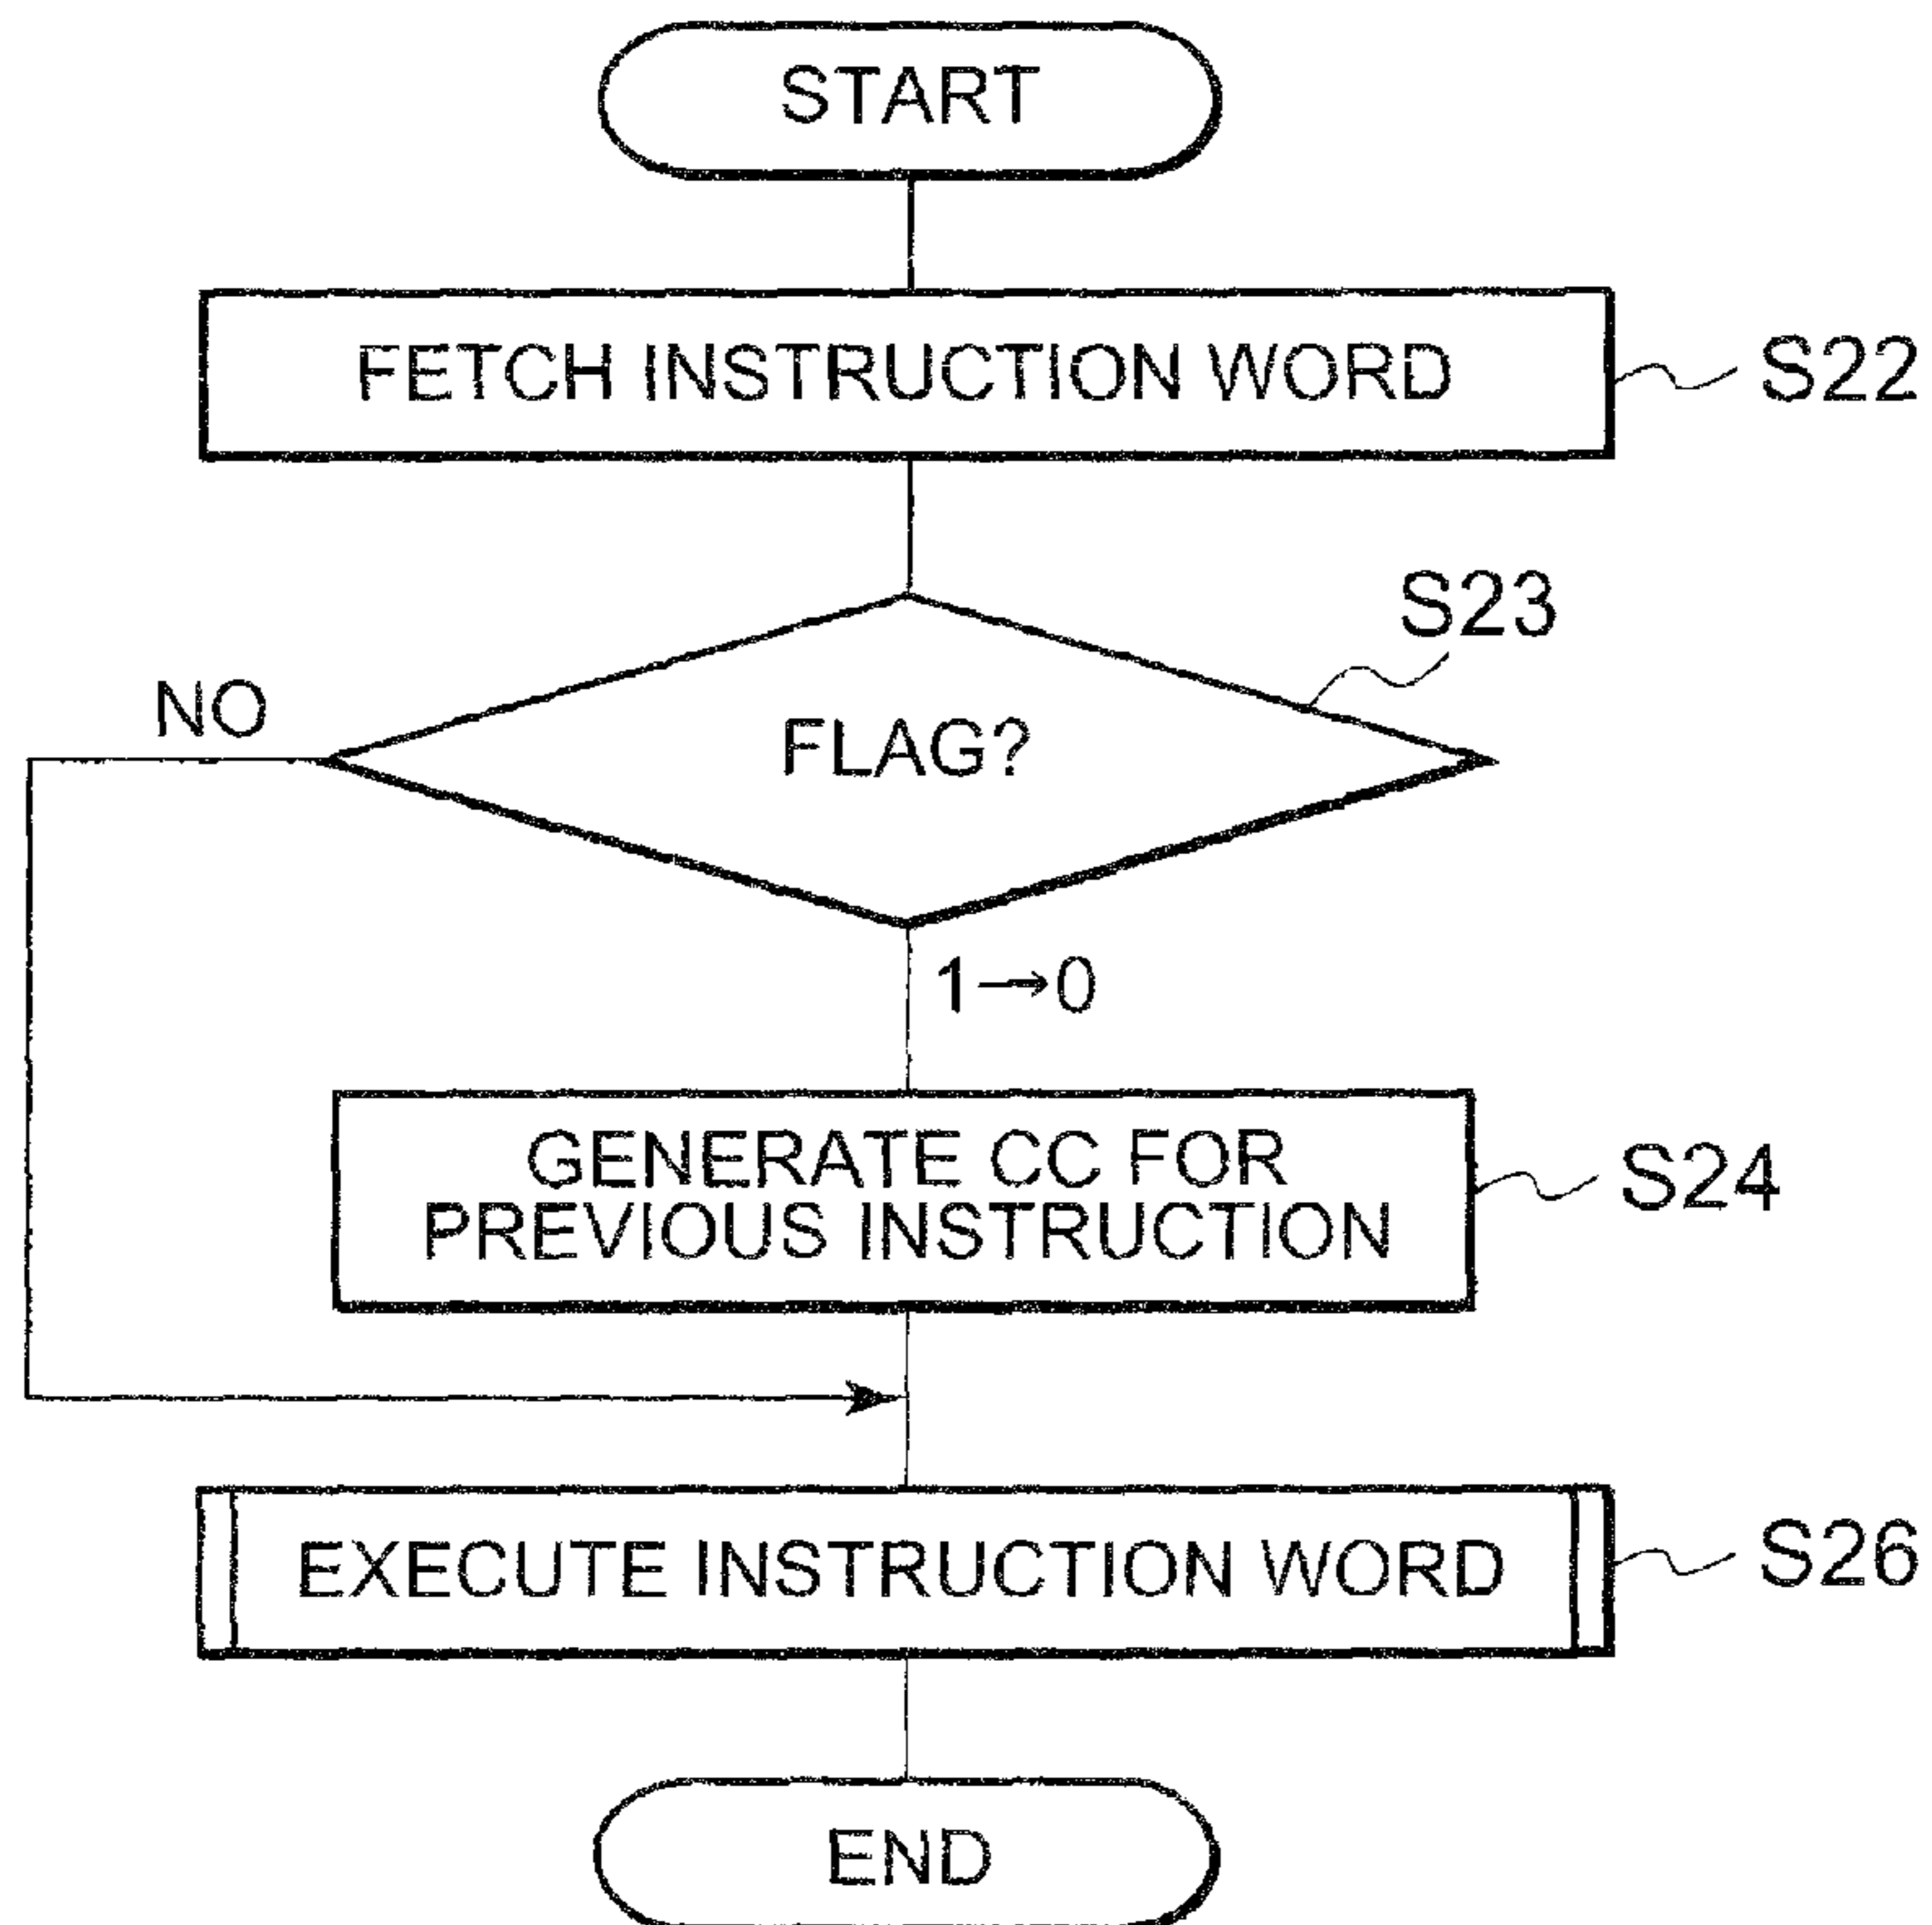 START
FETCH INSTRUCTION WORD
S22
S23
NO
FLAG?
1→0
GENERATE CC FOR
PREVIOUS INSTRUCTION
S24
EXECUTE INSTRUCTION WORD
S26
END